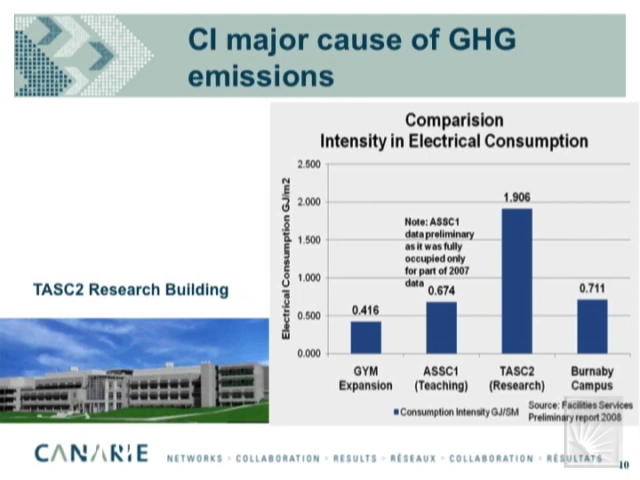 CI major cause of GHG
emissions
Comparision
Intensity in Electrical Consumption
Electrical Consumption GJ/m2
2.500
2.000
1.500
1.000
0.500
0.000
Note: ASSC1
data preliminary
as it was fully
occupied only
for part of 2007
data
0.416
0.674
1.906
0.711
GYM
Expansion
ASSC1
(Teaching)
TASC2
(Research)
Burnaby
Campus
Consumption Intensity GJ/SM
Source: Facilities Services
Preliminary report 2008
TASC2 Research Building
CANARIE
NETWORKS · COLLABORATION · RESULTS · RÉSEAUX · COLLABORATION · RÉSULTATS
10